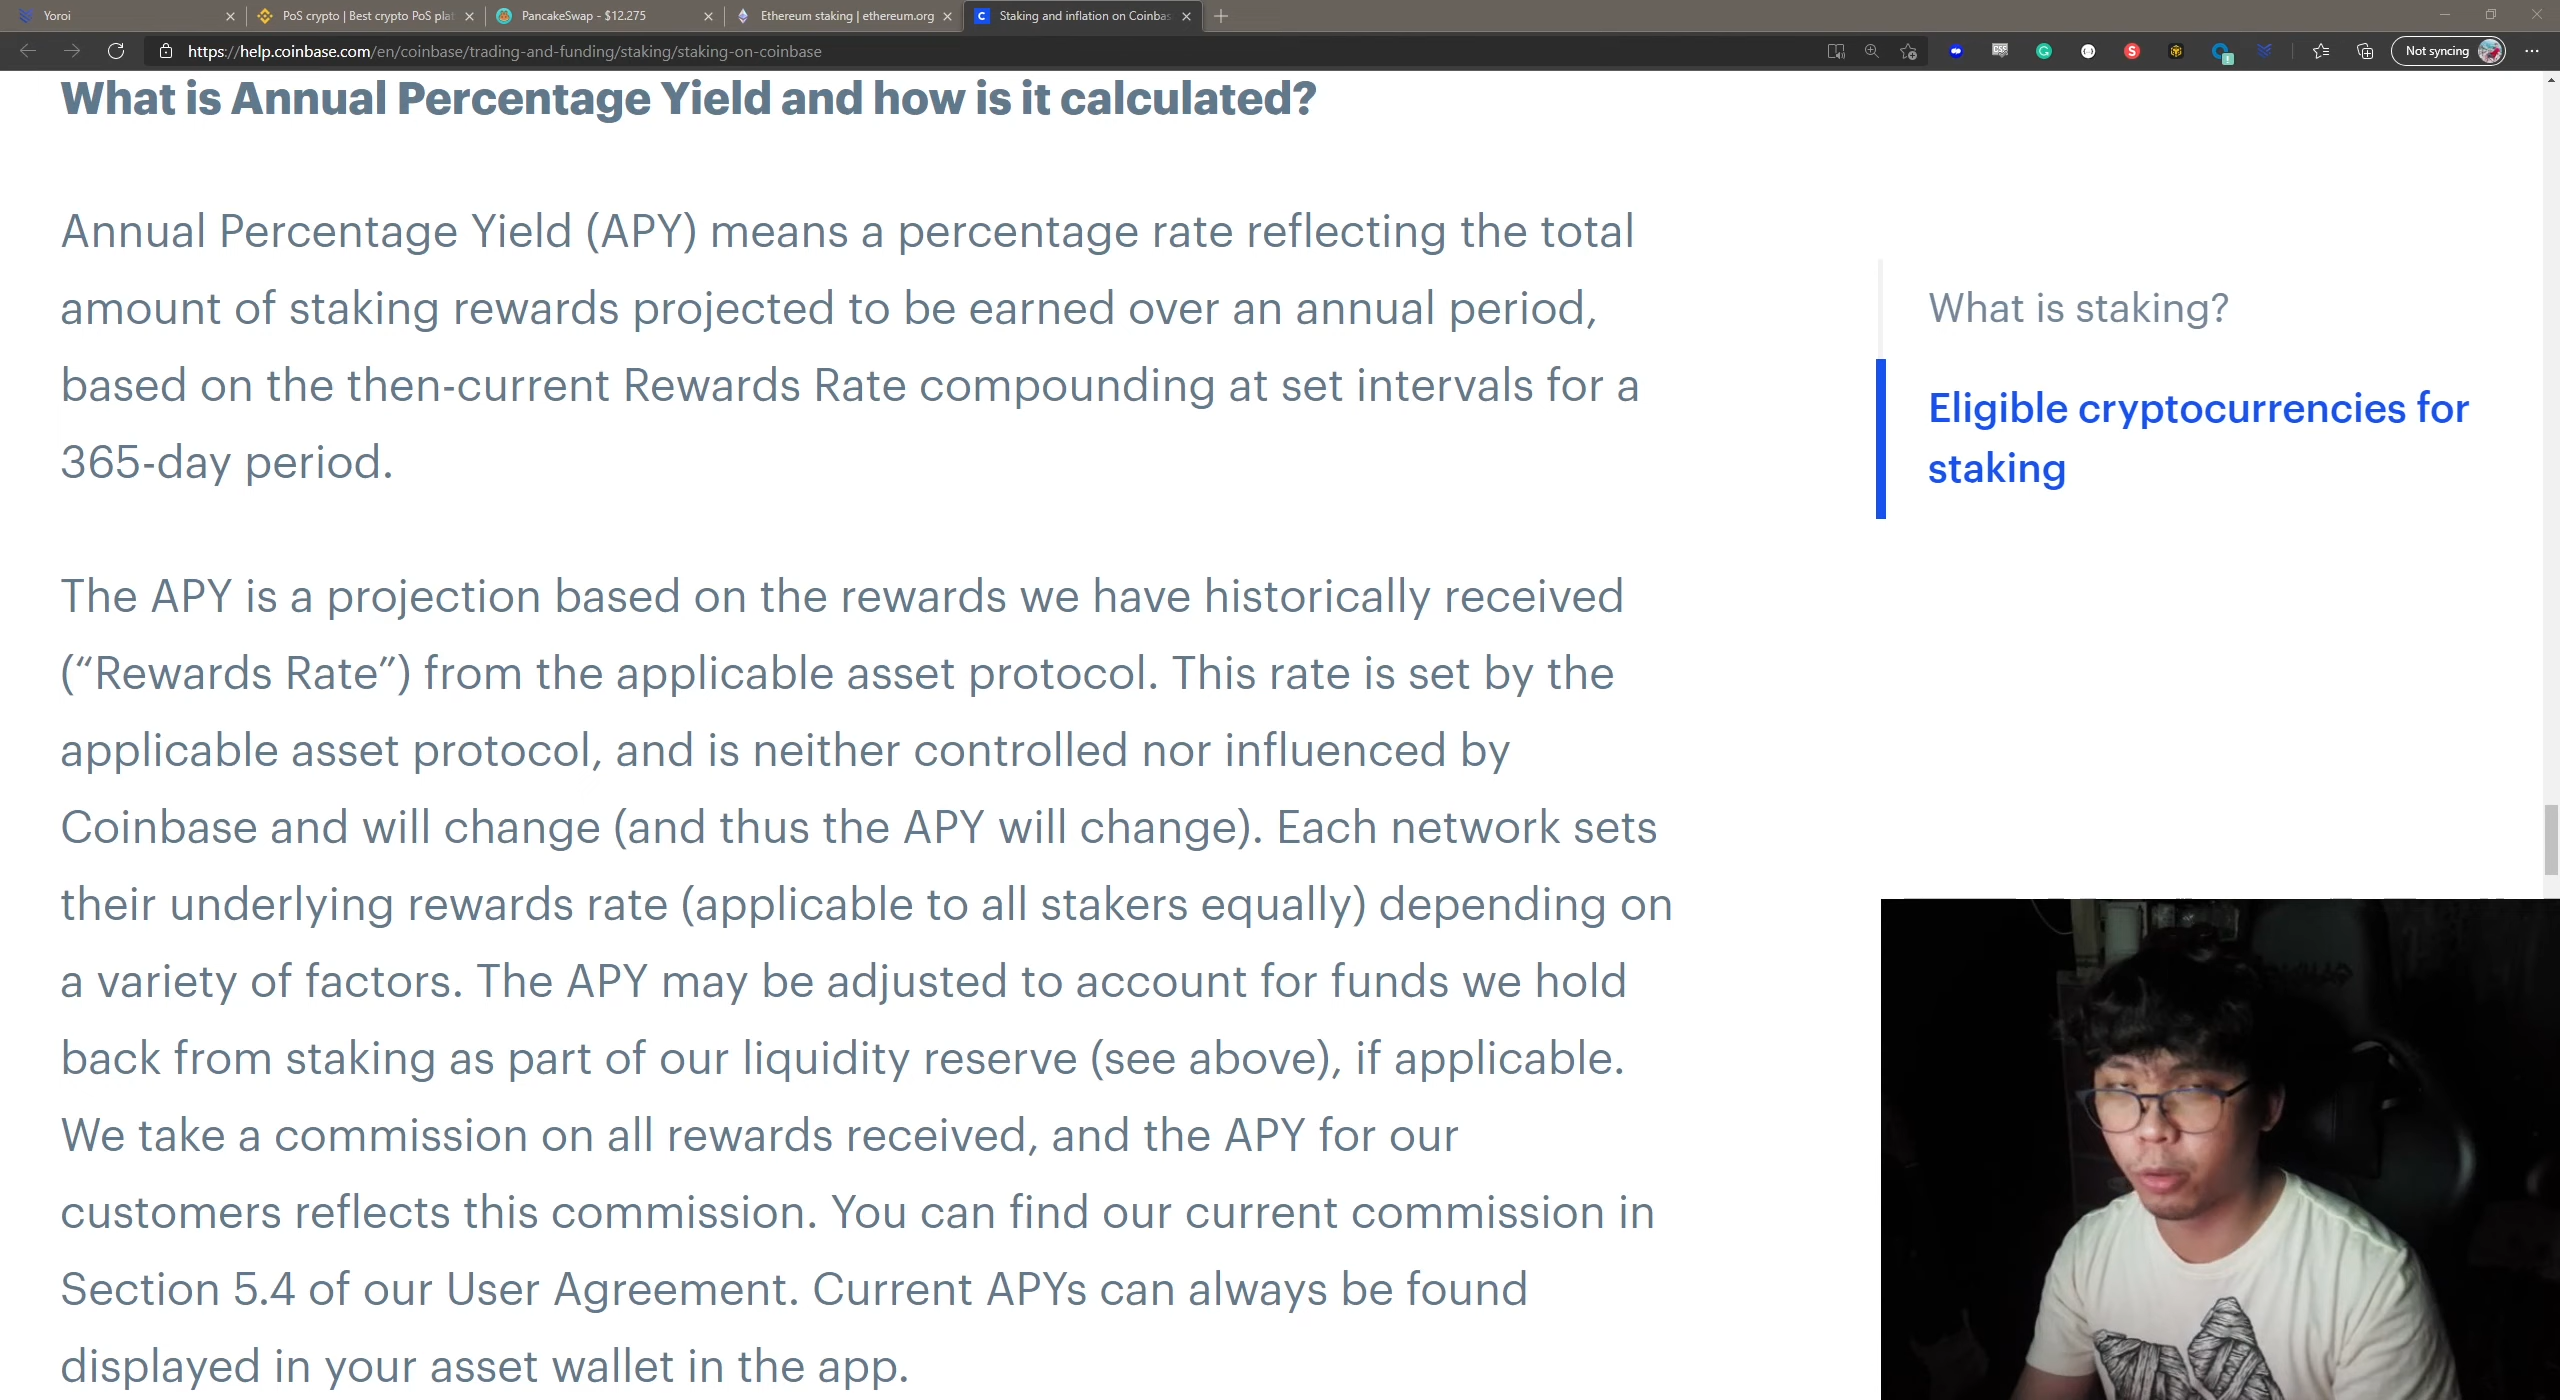 Yoroi
PoS crypto | Best crypto PoS plat
PancakeSwap - $12.275
Ethereum staking | ethereum.org
Staking and inflation on Coinbas
https://help.coinbase.com/en/coinbase/trading-and-funding/staking/staking-on-coinbase
Not syncing
What is Annual Percentage Yield and how is it calculated?
Annual Percentage Yield (APY) means a percentage rate reflecting the total
amount of staking rewards projected to be earned over an annual period,
based on the then-current Rewards Rate compounding at set intervals for a
365-day period.
The APY is a projection based on the rewards we have historically received
(“Rewards Rate”) from the applicable asset protocol. This rate is set by the
applicable asset protocol, and is neither controlled nor influenced by
Coinbase and will change (and thus the APY will change). Each network sets
their underlying rewards rate (applicable to all stakers equally) depending on
a variety of factors. The APY may be adjusted to account for funds we hold
back from staking as part of our liquidity reserve (see above), if applicable.
We take a commission on all rewards received, and the APY for our
customers reflects this commission. You can find our current commission in
Section 5.4 of our User Agreement. Current APYs can always be found
displayed in your asset wallet in the app.
What is staking?
Eligible cryptocurrencies for
staking